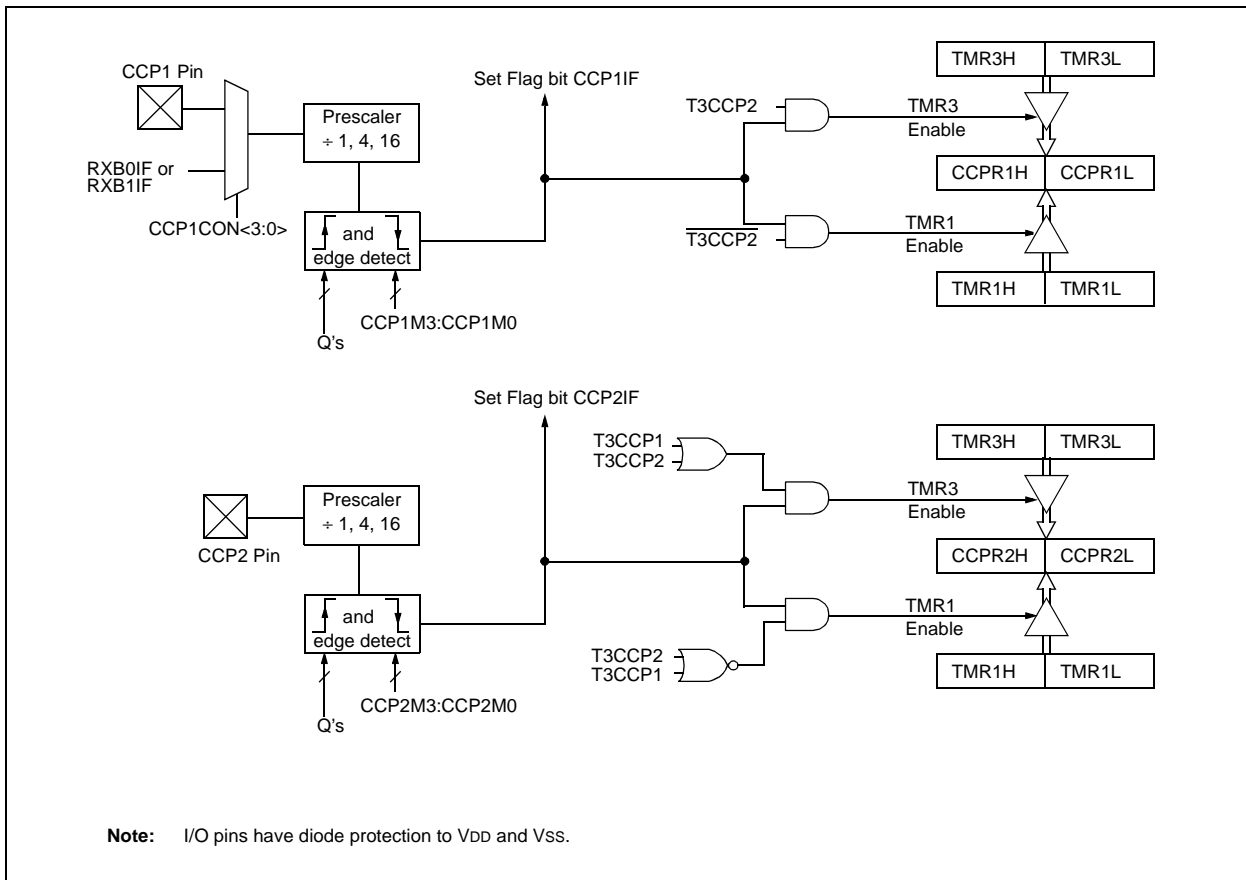 CCP1 Pin
Set Flag bit CCP1IF
TMR3H TMR3L
Prescaler
÷ 1, 4, 16
T3CCP2
TMR3
Enable
RXB0IF or
RXB1IF
CCPR1H CCPR1L
CCP1CON<3:0>
and
edge detect
T3CCP2
TMR1
Enable
TMR1H TMR1L
CCP1M3:CCP1M0
Q's
Set Flag bit CCP2IF
TMR3H TMR3L
T3CCP1
T3CCP2
Prescaler
÷ 1, 4, 16
TMR3
Enable
CCP2 Pin
CCPR2H CCPR2L
and
edge detect
TMR1
Enable
T3CCP2
T3CCP1
TMR1H TMR1L
CCP2M3:CCP2M0
Q's
Note: I/O pins have diode protection to VDD and VSS.